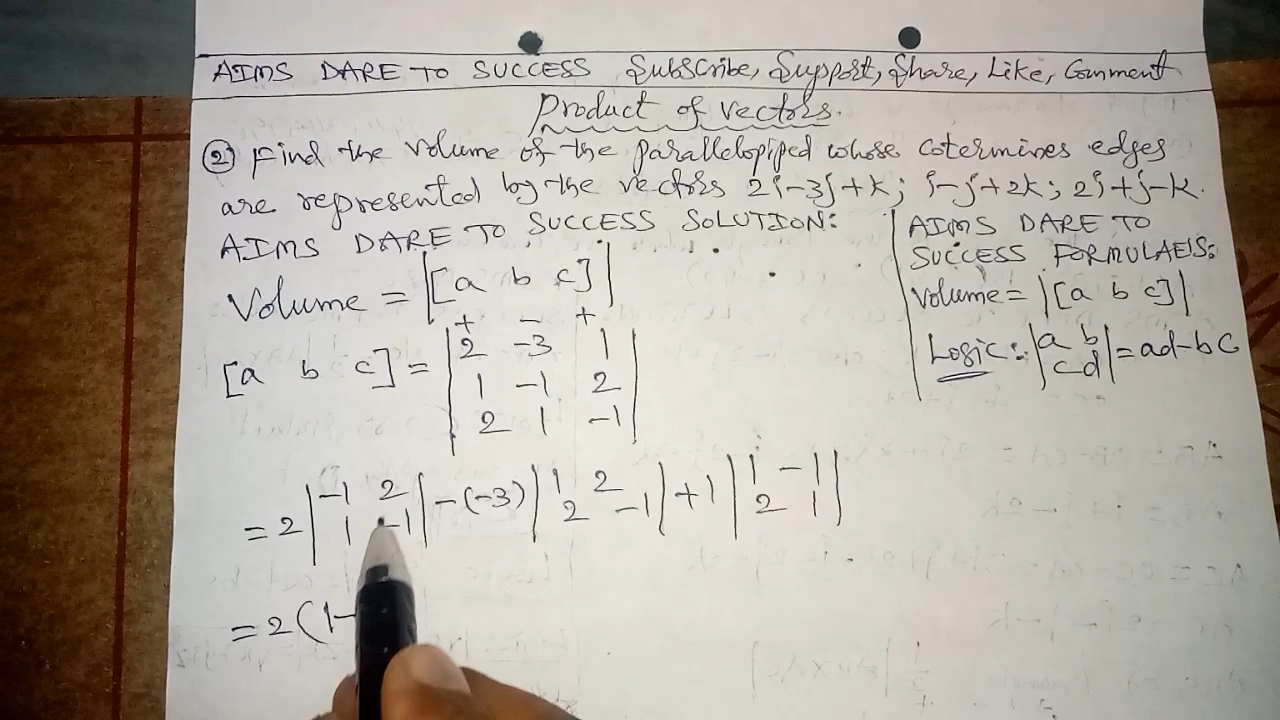 AIMS DARE TO SUCCESS Subscribe, Support, Share, Like, Comment
Product of vectors.
② Find the volume of the parallelopiped whose cotermines edges
are represented by the vectors 2i-3j+k; i-j+2k; 2i+j-k.
AIMS DARE TO SUCCESS SOLUTION:
Volume = |[a b c]|
+ - +
[a b c] = |2 -3 1|
|1 -1 2|
|2 1 -1|
= 2 |-1 2| -(-3) |1 2| +1 |1 -1|
|1 -1| |2 -1| |2 1|
= 2(1-
AIMS DARE TO
SUCCESS FORMULAEIS:
Volume = |[a b c]|
Logic: |a b| = ad-bc
|c d|